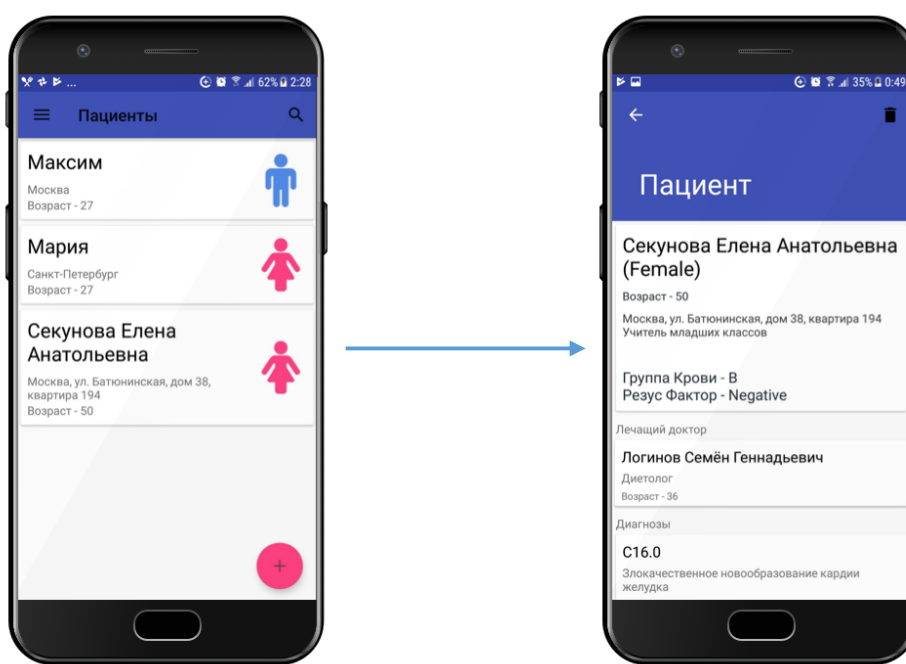 ... 62% 2:28
Пациенты
Максим
Москва
Возраст - 27
Мария
Санкт-Петербург
Возраст - 27
Секунова Елена
Анатольевна
Москва, ул. Батюнинская, дом 38,
квартира 194
Возраст - 50
+
35% 0:49
Пациент
Секунова Елена Анатольевна
(Female)
Возраст - 50
Москва, ул. Батюнинская, дом 38, квартира 194
Учитель младших классов
Группа Крови - B
Резус Фактор - Negative
Лечащий доктор
Логинов Семён Геннадьевич
Диетолог
Возраст - 36
Диагнозы
C16.0
Злокачественное новообразование кардии
желудка